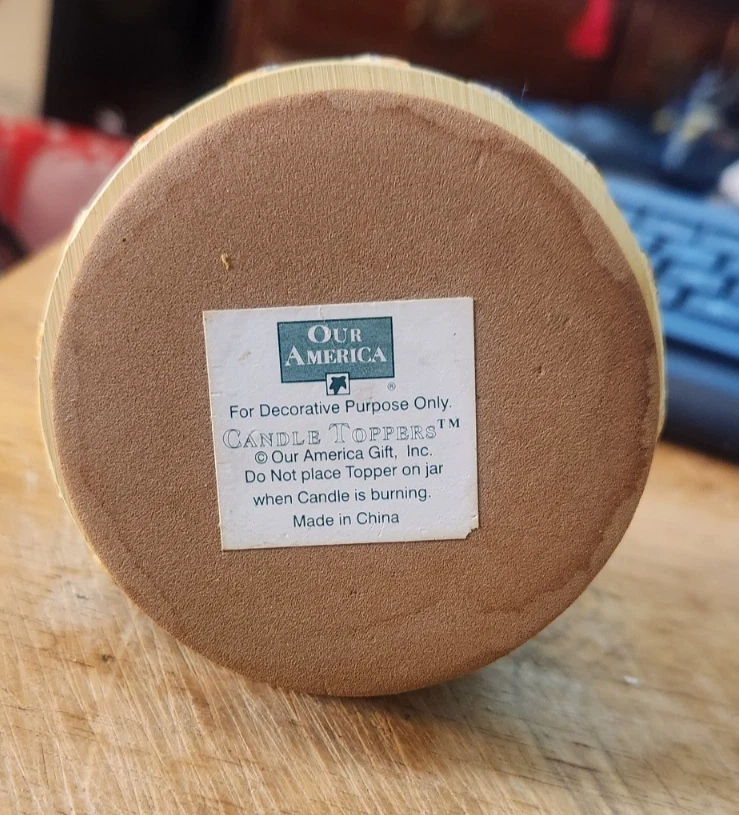 OUR
AMERICA
®
For Decorative Purpose Only.
CANDLE TOPPERS™
© Our America Gift, Inc.
Do Not place Topper on jar
when Candle is burning.
Made in China